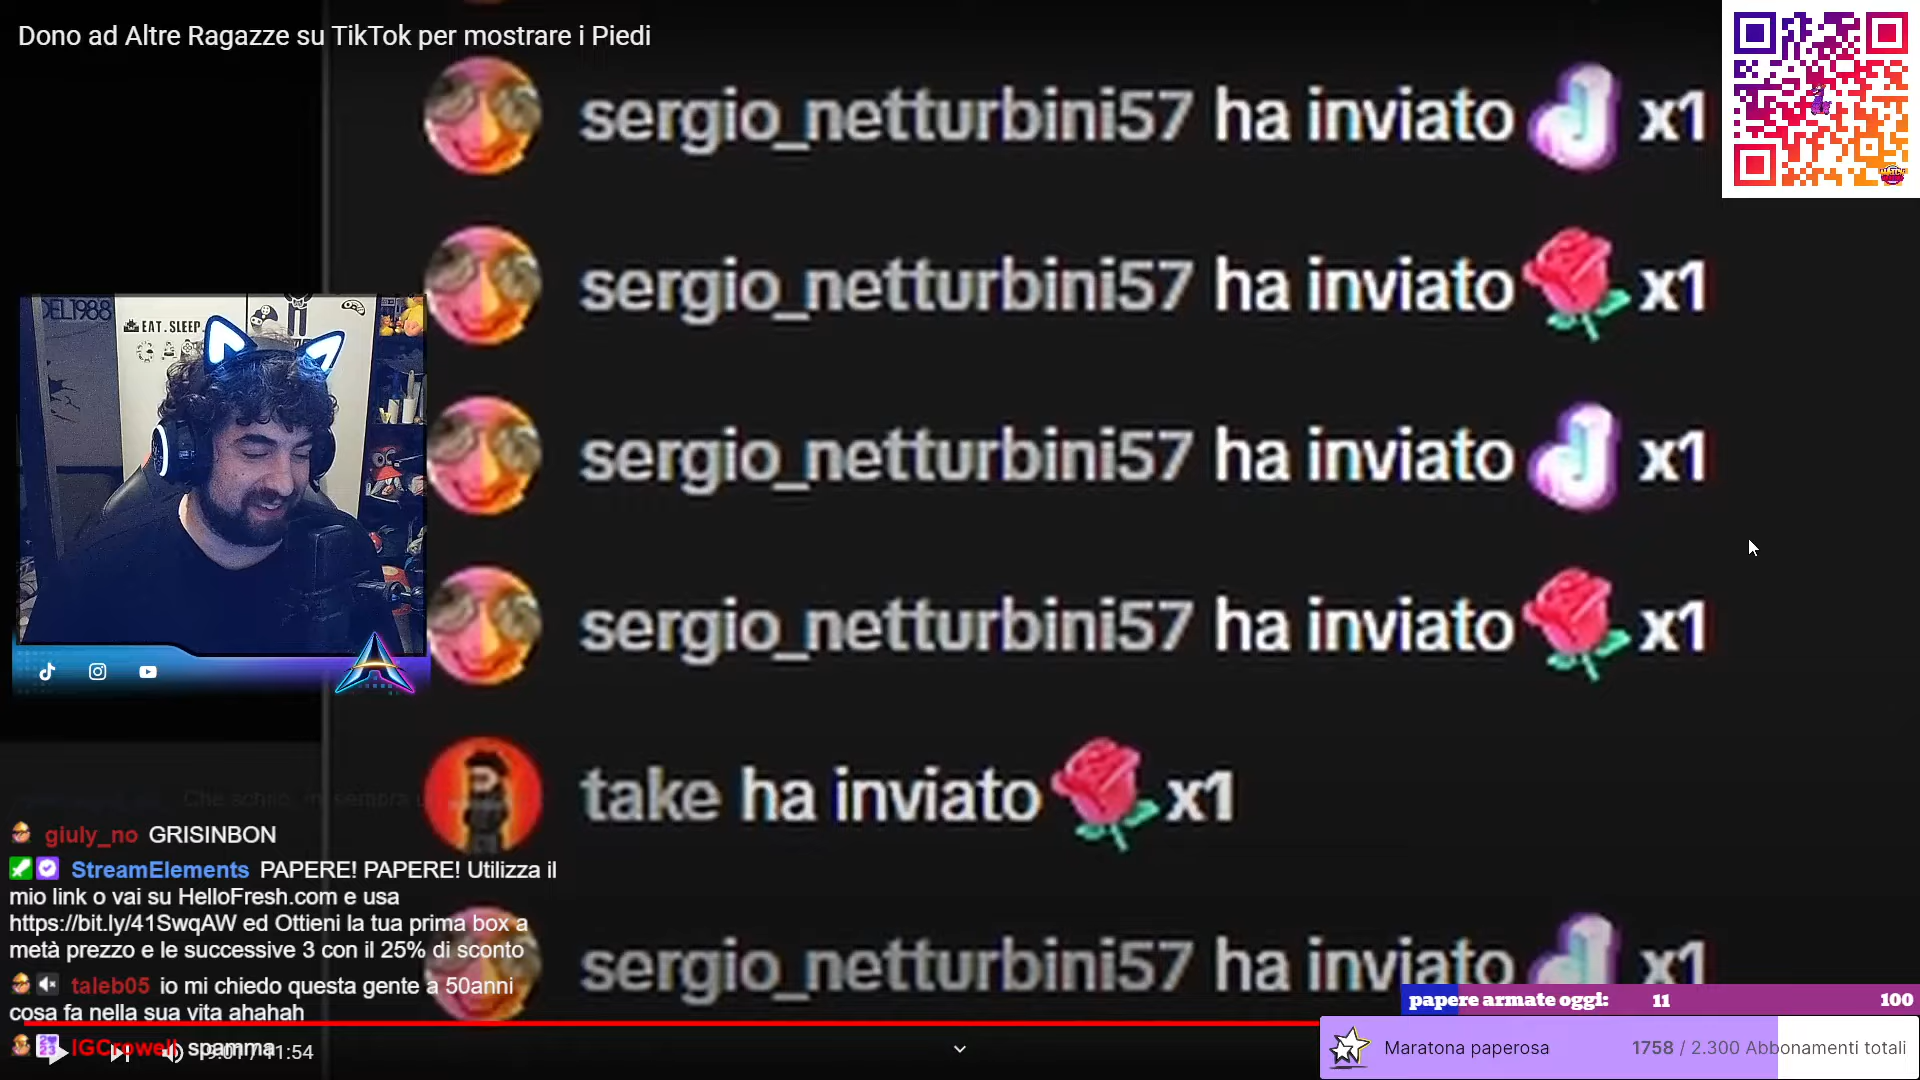 Dono ad Altre Ragazze su TikTok per mostrare i Piedi
sergio_netturbini57 ha inviato x1
sergio_netturbini57 ha inviato x1
DEL1988
EAT.SLEEP.
sergio_netturbini57 ha inviato x1
sergio_netturbini57 ha inviato x1
take ha inviato x1
giuly_no GRISINBON
StreamElements PAPERE! PAPERE! Utilizza il
mio link o vai su HelloFresh.com e usa
https://bit.ly/41SwqAW ed Ottieni la tua prima box a
metà prezzo e le successive 3 con il 25% di sconto
sergio_netturbini57 ha inviato x1
taleb05 io mi chiedo questa gente a 50anni
cosa fa nella sua vita ahahah
papere armate oggi: 11 100
spamma
11:54
Maratona paperosa 1758 / 2.300 Abbonamenti totali